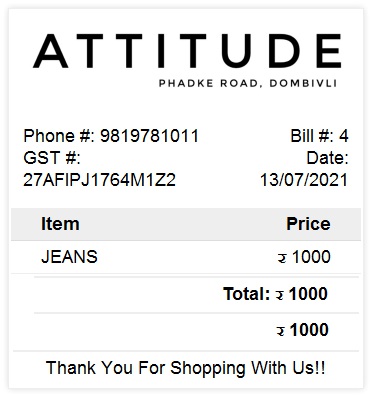 ATTITUDE
PHADKE ROAD, DOMBIVLI
Phone #: 9819781011 Bill #: 4
GST #: Date:
27AFIPJ1764M1Z2 13/07/2021
Item Price
JEANS ₹ 1000
Total: ₹ 1000
₹ 1000
Thank You For Shopping With Us!!